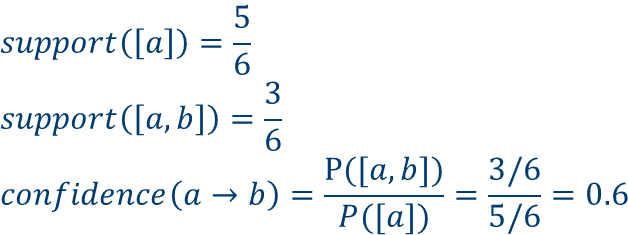 support([a]) = 5/6
support([a, b]) = 3/6
confidence(a → b) = P([a, b])/P([a]) = 3/6 / 5/6 = 0.6